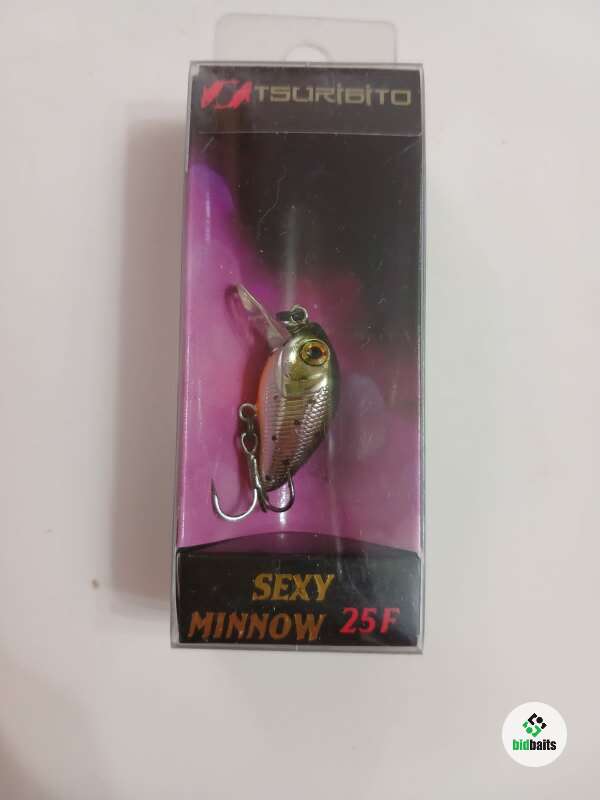 TSURIBITO
SEXY
MINNOW 25F
bidbaits